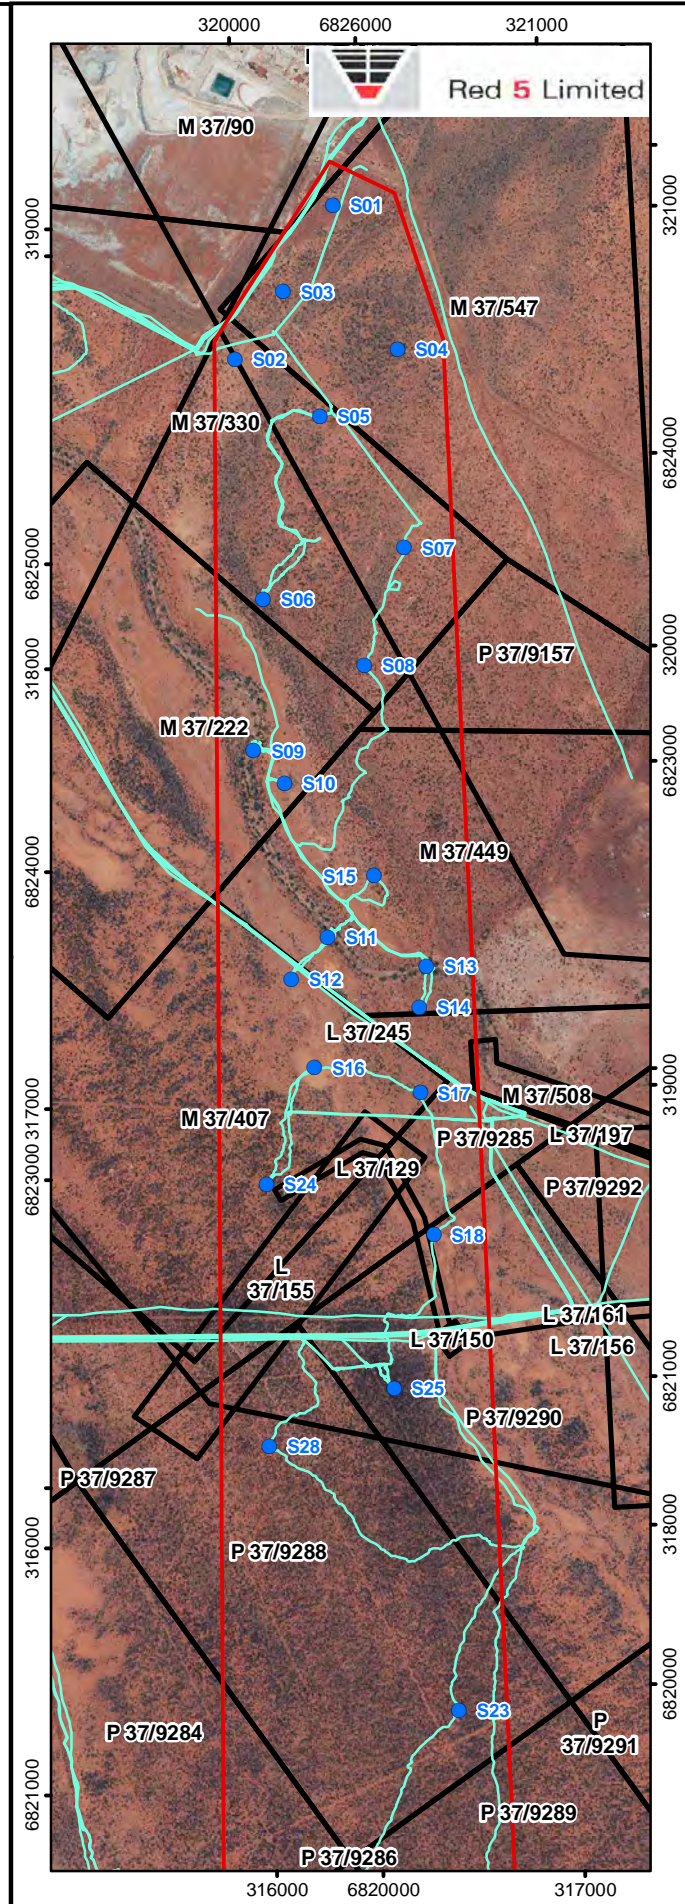 320000
6826000
321000
Red 5 Limited
M 37/90
S01
321000
319000
S03
M 37/547
S04
S02
M 37/330
S05
6824000
S07
6825000
S06
320000
P 37/9157
S08
318000
M 37/222
S09
6823000
S10
M 37/449
6824000
S15
S11
S13
S12
S14
L 37/245
S16
319000
S17
M 37/508
317000
M 37/407
P 37/9285
L 37/197
L 37/129
6823000
S24
P 37/9292
S18
L
37/155
L 37/161
L 37/150
L 37/156
6821000
S25
P 37/9290
S28
P 37/9287
318000
316000
P 37/9288
6820000
S23
P 37/9284
P
37/9291
6821000
P 37/9289
P 37/9286
316000
6820000
317000